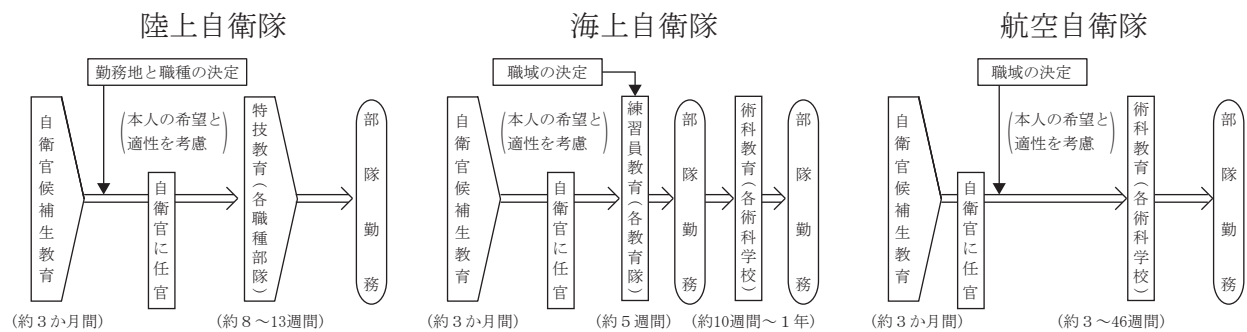 陸上自衛隊
勤務地と職種の決定
自衛官候補生教育
(本人の希望と
適性を考慮)
自衛官に任官
特技教育(各職種部隊)
部隊勤務
(約3か月間)
(約8~13週間)
海上自衛隊
職域の決定
自衛官候補生教育
(本人の希望と
適性を考慮)
自衛官に任官
練習員教育(各教育隊)
部隊勤務
術科教育(各術科学校)
部隊勤務
(約3か月間)
(約5週間)
(約10週間~1年)
航空自衛隊
職域の決定
自衛官候補生教育
自衛官に任官
(本人の希望と
適性を考慮)
術科教育(各術科学校)
部隊勤務
(約3か月間)
(約3~46週間)